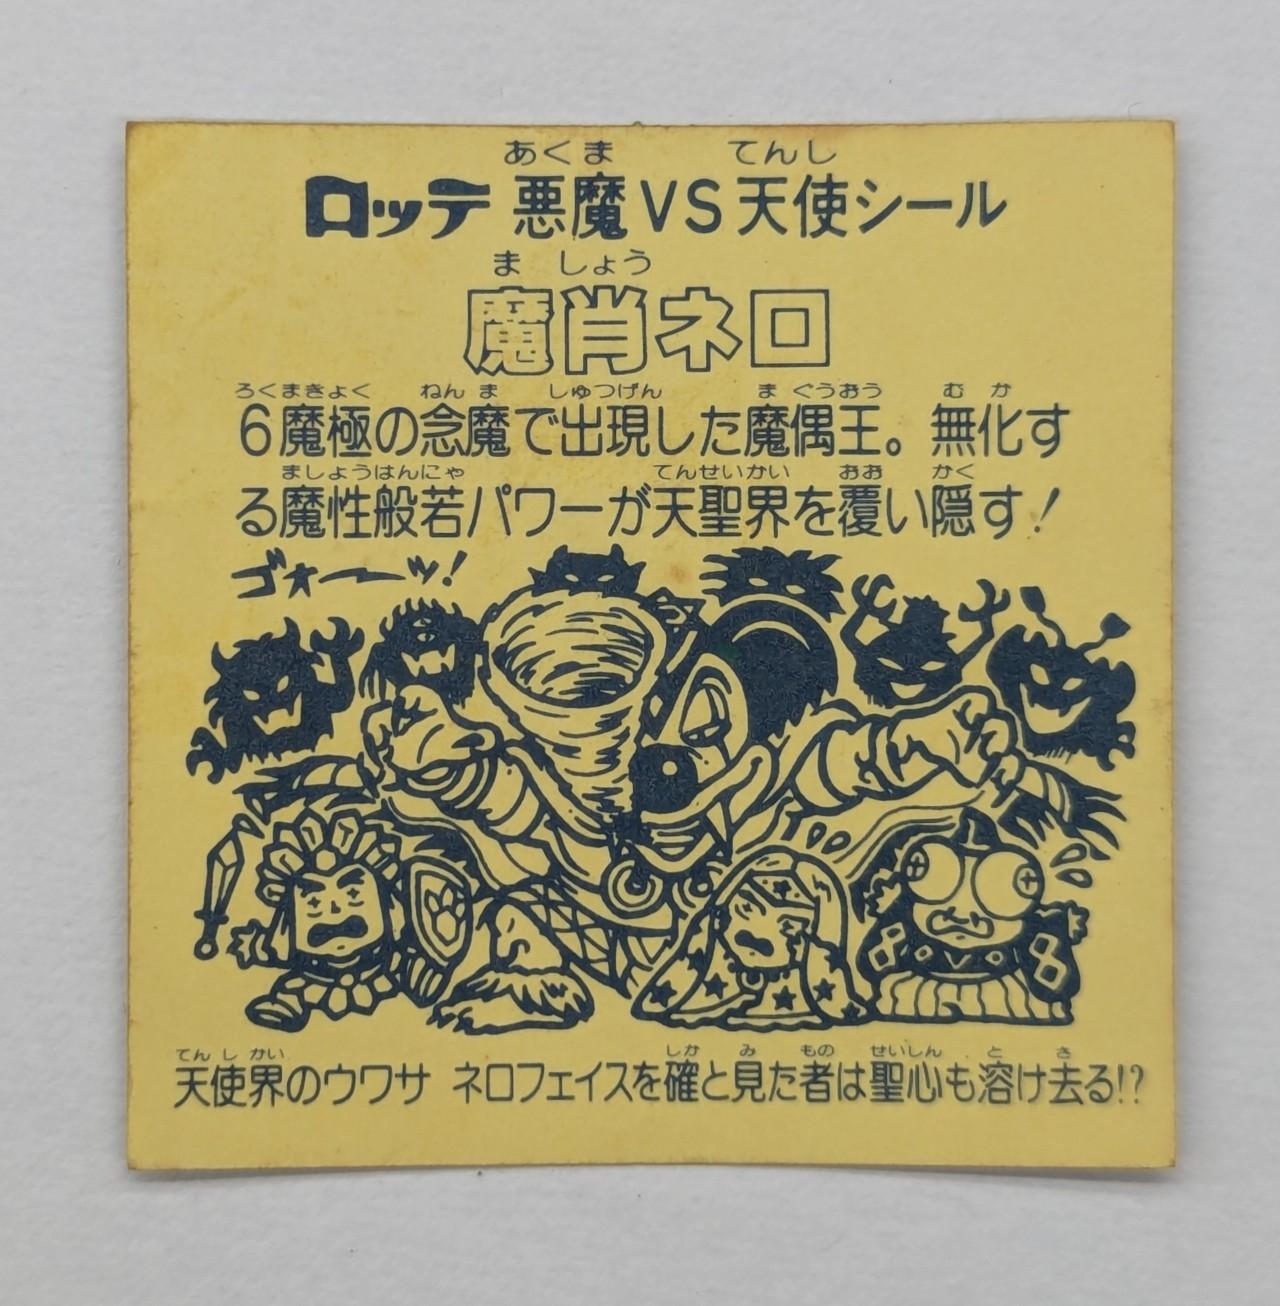 あくま てんし
ロッテ 悪魔VS天使シール
ま しょう
魔肖ネロ
ろくまきょく ねんま しゅつげん まぐうおう むか
6魔極の念魔で出現した魔偶王。無化す
ましょうはんにゃ てんせいかい おお かく
る魔性般若パワーが天聖界を覆い隠す!
ゴォーーッ!
てんしかい しか み もの せいしん と さ
天使界のウワサ ネロフェイスを確と見た者は聖心も溶け去る!?